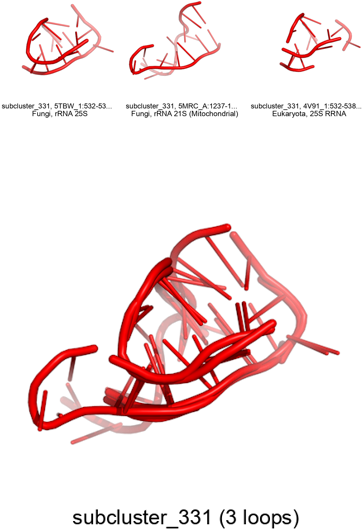 subcluster_331, 5TBW_1:532-53...
Fungi, rRNA 25S
subcluster_331, 5MRC_A:1237-1...
Fungi, rRNA 21S (Mitochondrial)
subcluster_331, 4V91_1:532-538...
Eukaryota, 25S RRNA
subcluster_331 (3 loops)